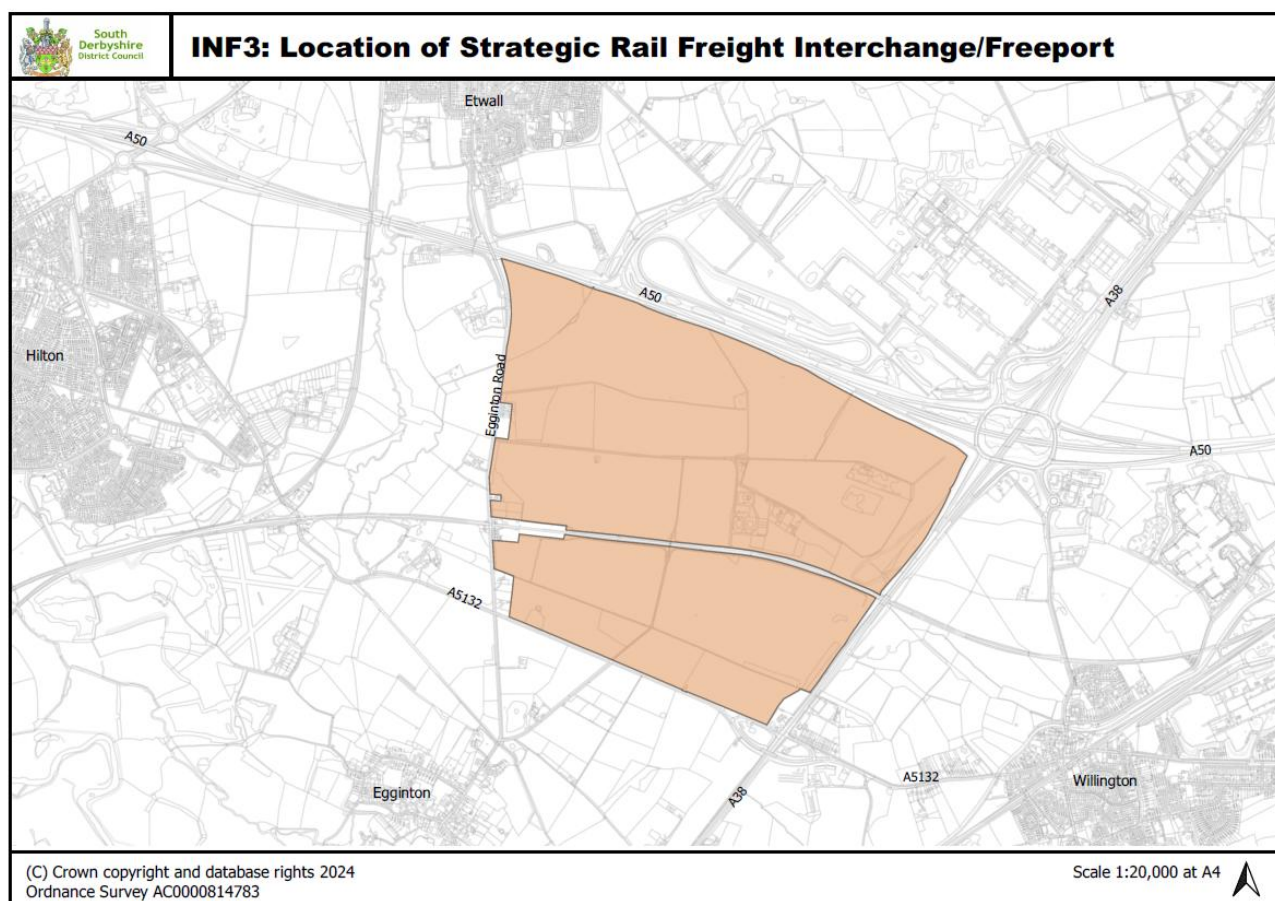 South
Derbyshire
District Council
INF3: Location of Strategic Rail Freight Interchange/Freeport
Etwall
A50
A50
A38
Hilton
Egginton Road
A50
A5132
A5132
Willington
Egginton
A38
(C) Crown copyright and database rights 2024
Ordnance Survey AC0000814783
Scale 1:20,000 at A4